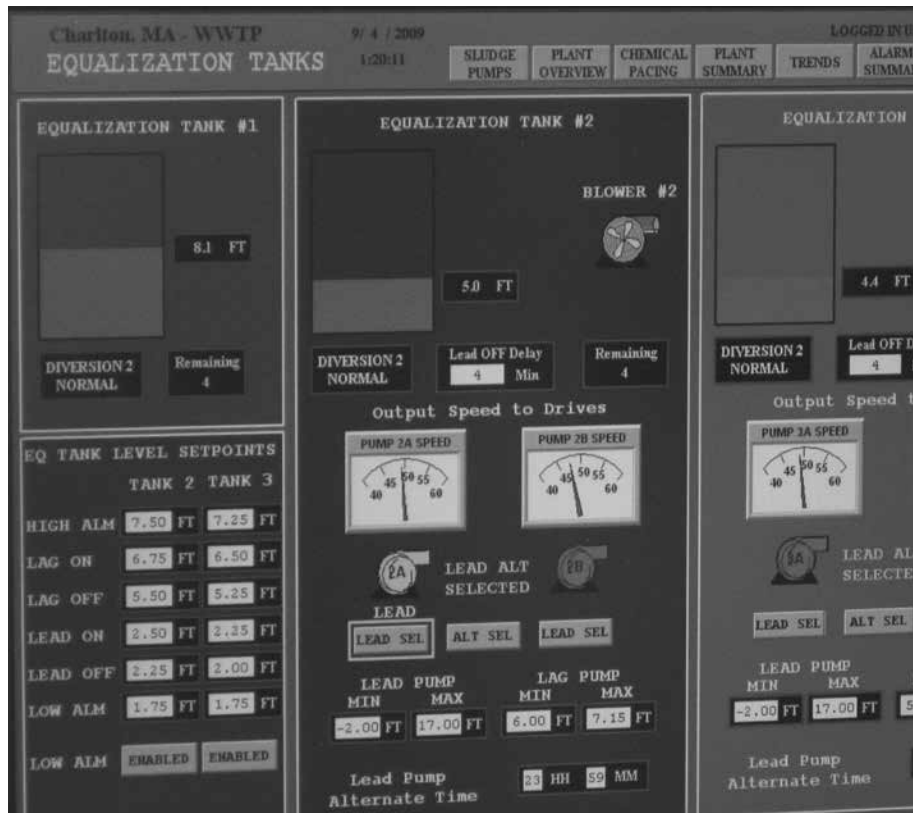 Charlton, MA - WWTP
9/ 4 / 2009
LOGGED IN
EQUALIZATION TANKS
1:20:11
SLUDGE PUMPS
PLANT OVERVIEW
CHEMICAL PACING
PLANT SUMMARY
TRENDS
ALARM
EQUALIZATION TANK #1
8.1 FT
DIVERSION 2
NORMAL
Remaining
4
EQ TANK LEVEL SETPOINTS
TANK 2 TANK 3
HIGH ALM 7.50 FT 7.25 FT
LAG ON 6.75 FT 6.50 FT
LAG OFF 5.50 FT 5.25 FT
LEAD ON 2.50 FT 2.25 FT
LEAD OFF 2.25 FT 2.00 FT
LOW ALM 1.75 FT 1.75 FT
LOW ALM ENABLED ENABLED
EQUALIZATION TANK #2
BLOWER #2
5.0 FT
DIVERSION 2
NORMAL
Lead OFF Delay
4 Min
Remaining
4
Output Speed to Drives
PUMP 2A SPEED
40 45 50 55 60
PUMP 2B SPEED
40 45 50 55 60
2A
LEAD ALT
SELECTED
2B
LEAD
LEAD SEL
ALT SEL
LEAD SEL
LEAD PUMP
MIN MAX
-2.00 FT 17.00 FT
LAG PUMP
MIN MAX
6.00 FT 7.15 FT
Lead Pump
Alternate Time
23 HH 59 MM
EQUALIZATION
4.4 FT
DIVERSION 2
NORMAL
Lead OFF
4
Output Speed
PUMP 3A SPEED
40 45 50 55 60
3A
LEAD
LEAD SEL
ALT SEL
LEAD PUMP
MIN MAX
-2.00 FT 17.00 FT
Lead Pump
Alternate Time